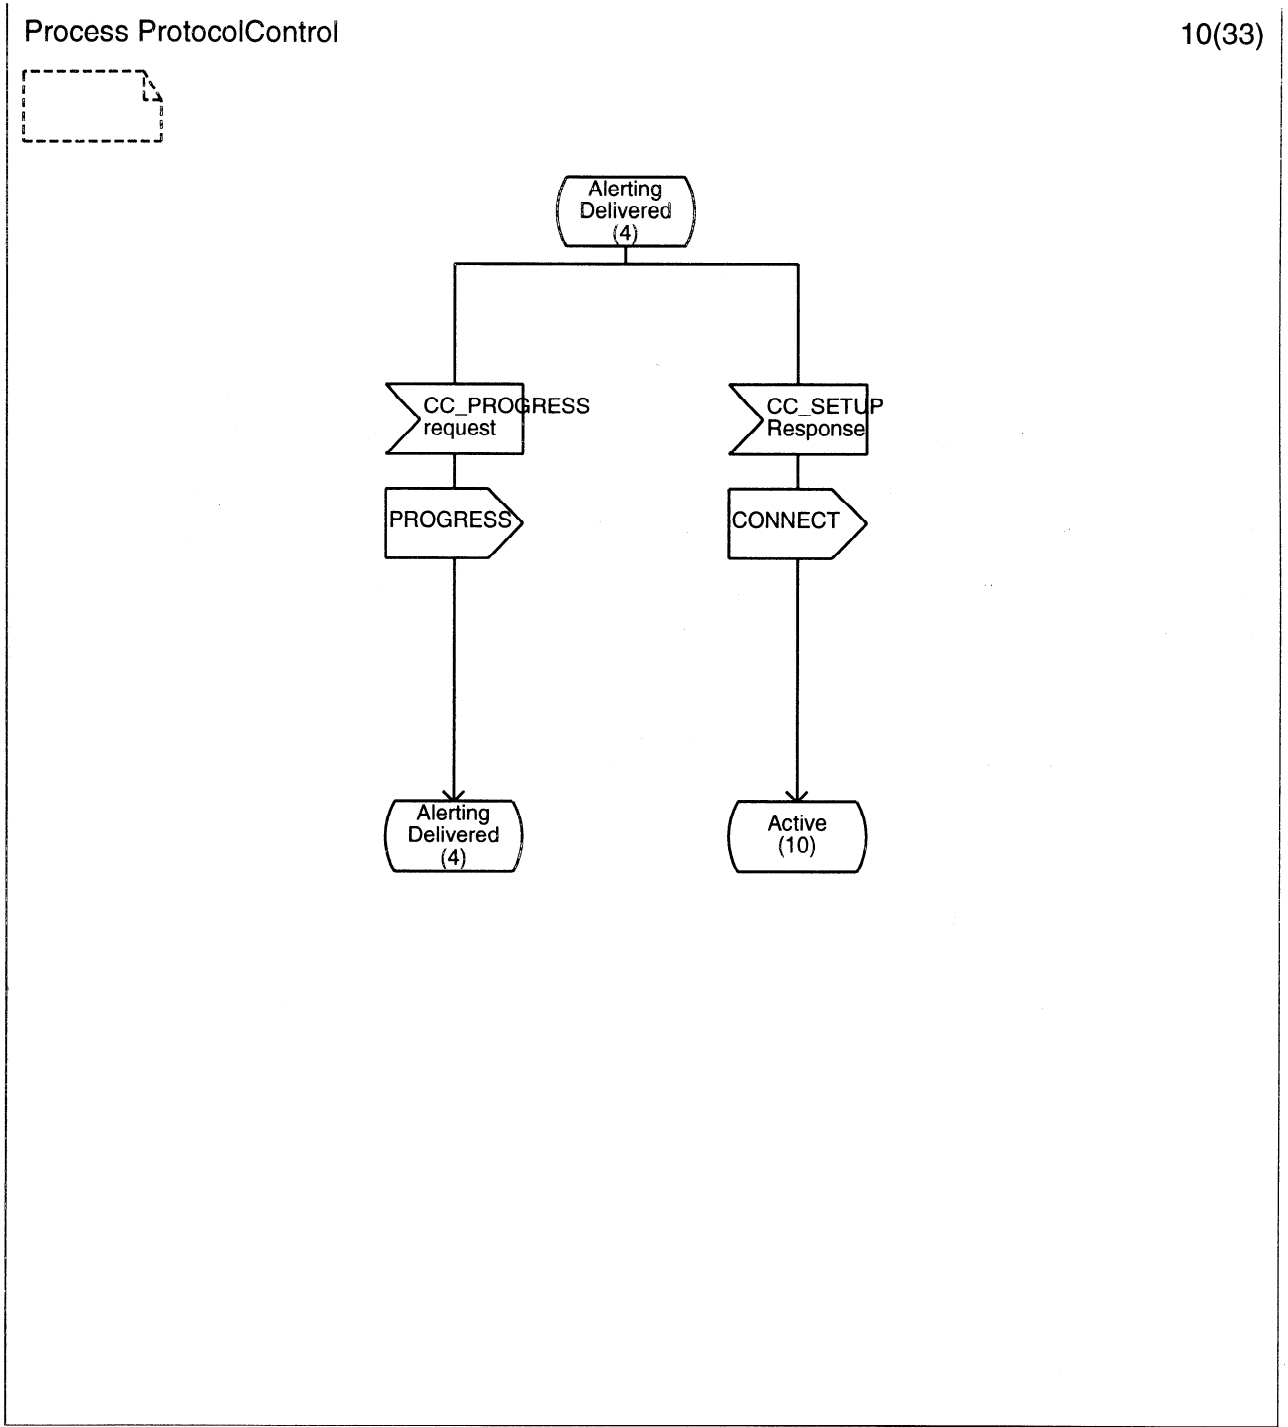 Process ProtocolControl
10(33)
Alerting
Delivered
(4)
CC_PROGRESS
request
CC_SETUP
Response
PROGRESS
CONNECT
Alerting
Delivered
(4)
Active
(10)